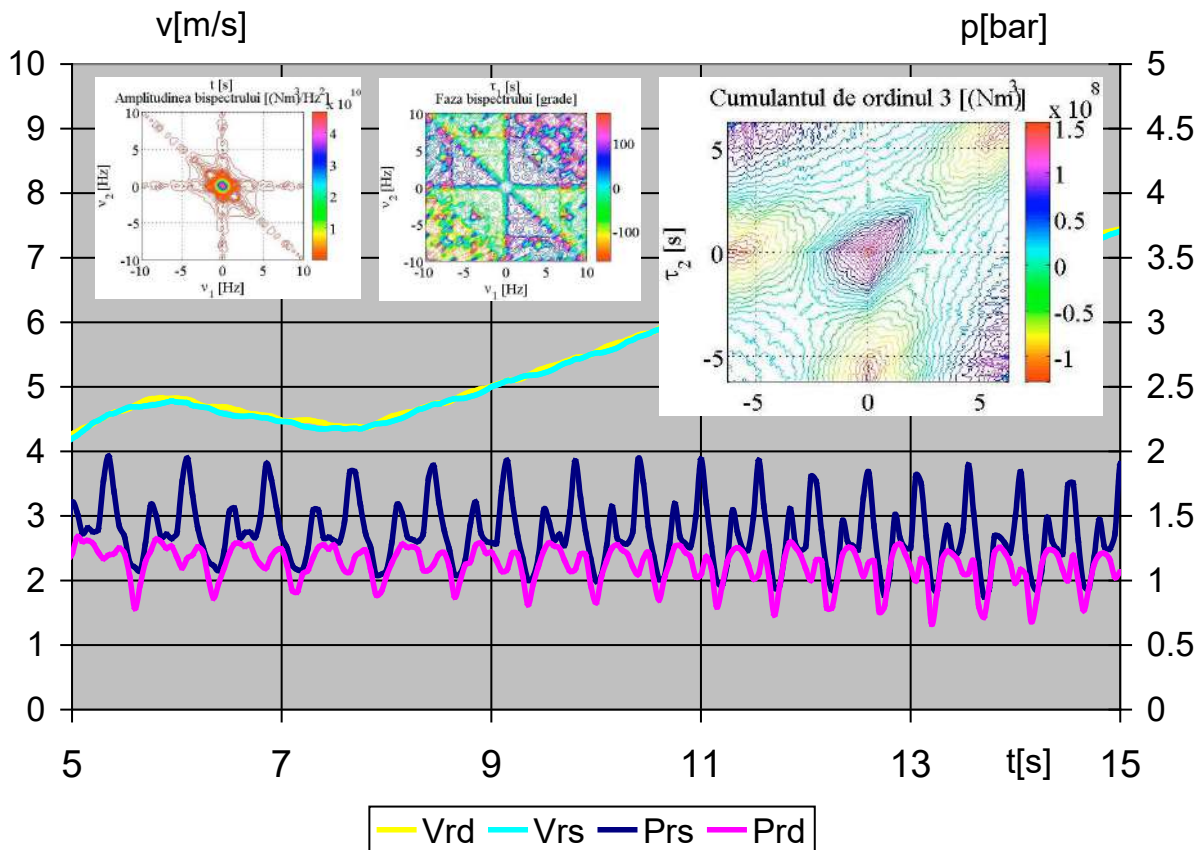 v[m/s] p[bar]
10
9
8
7
6
5
4
3
2
1
0
5
4.5
4
3.5
3
2.5
2
1.5
1
0.5
0
5 7 9 11 13 t[s] 15
t [s]
Amplitudinea bispectrului [(Nm)³/Hz²]
x 10¹⁰
10
5
0
-5
-10
ν₂ [Hz]
-10 -5 0 5 10
ν₁ [Hz]
4
3
2
1
τ₁ [s]
Faza bispectrului [grade]
10
5
0
-5
-10
ν₂ [Hz]
-10 -5 0 5 10
ν₁ [Hz]
100
0
-100
Cumulantul de ordinul 3 [(Nm)³]
x 10⁸
5
0
-5
τ₂ [s]
-5 0 5
1.5
1
0.5
0
-0.5
-1
Vrd Vrs Prs Prd